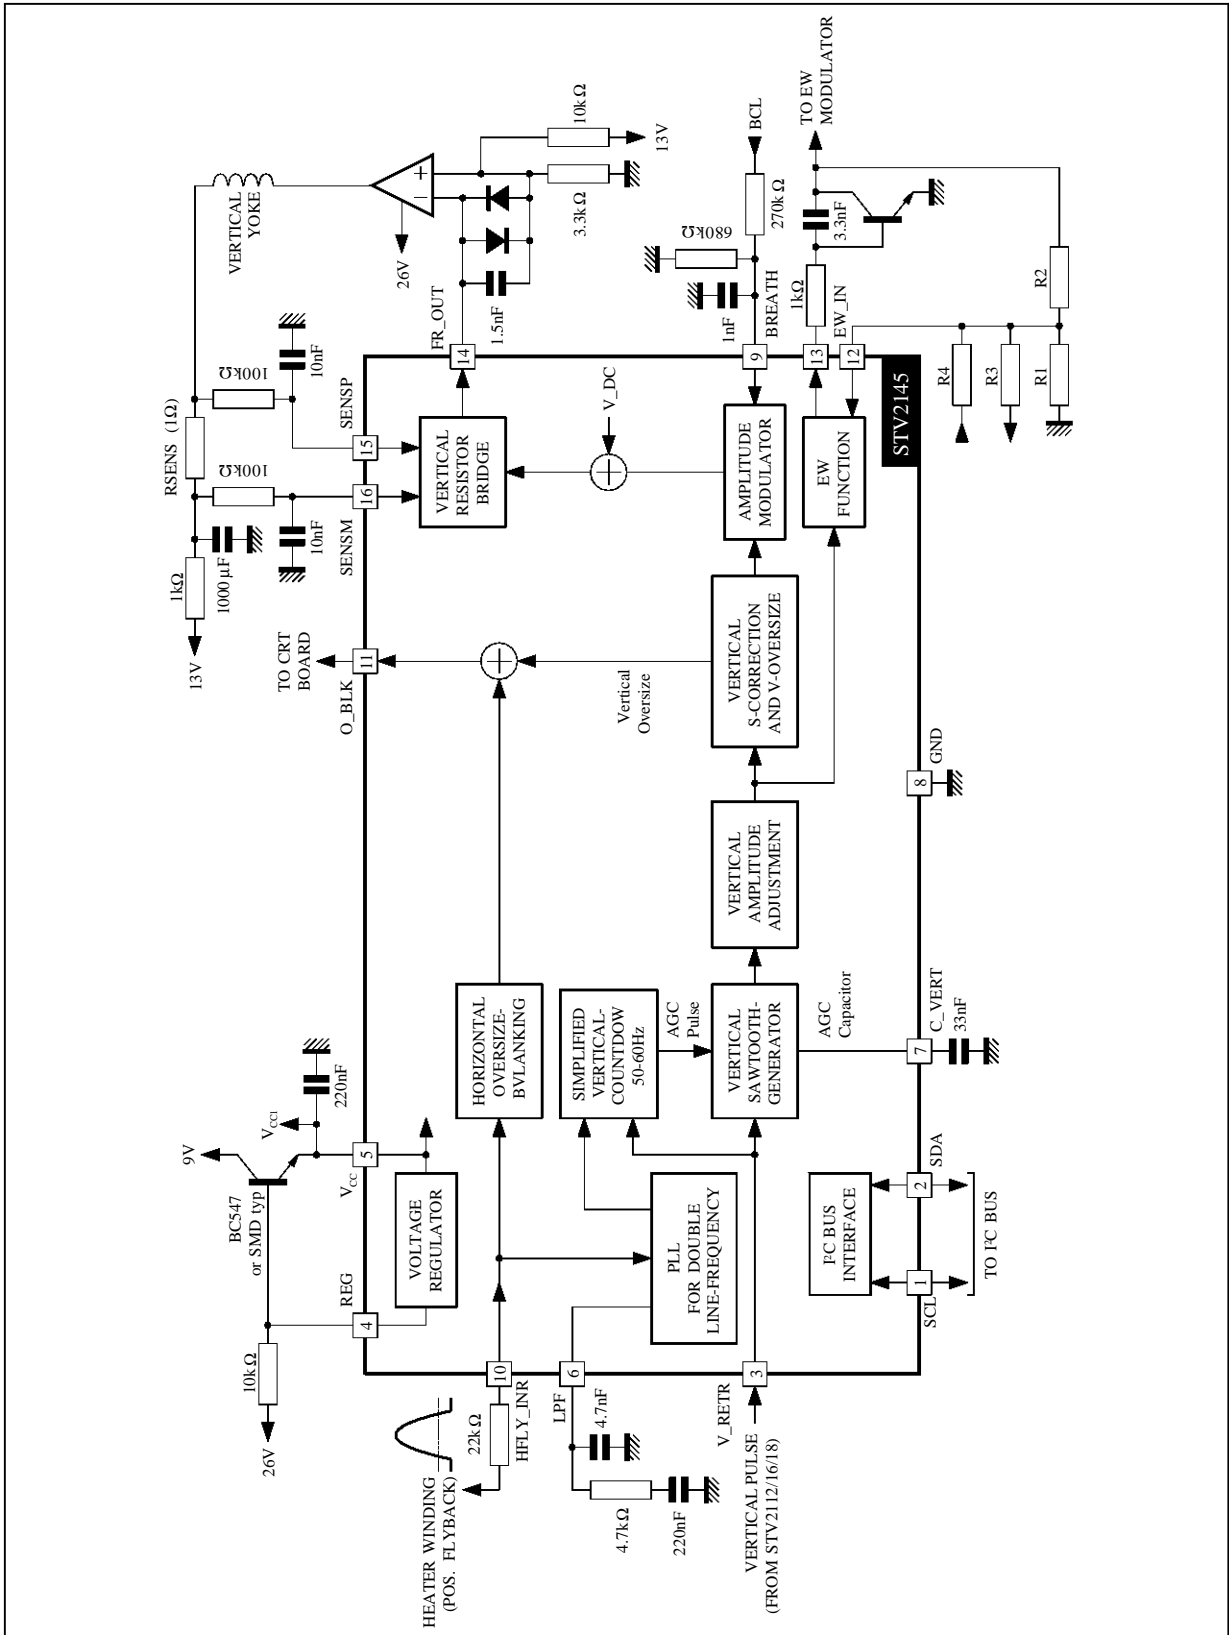 TO EW
MODULATOR
10kΩ
13V
BCL
VERTICAL
YOKE
26V
3.3kΩ
680kΩ
270kΩ
3.3nF
R2
FR_OUT
1.5nF
1nF
BREATH
1kΩ
EW_IN
RSENS (1Ω)
100kΩ
10nF
SENSP
14
9
13
12
R4
R3
R1
STV2145
100kΩ
15
VERTICAL
RESISTOR
BRIDGE
V_DC
AMPLITUDE
MODULATOR
EW
FUNCTION
1kΩ
1000 µF
10nF
SENSM
16
13V
TO CRT
BOARD
O_BLK
11
Vertical
Oversize
VERTICAL
S-CORRECTION
AND V-OVERSIZE
GND
8
VERTICAL
AMPLITUDE
ADJUSTMENT
HORIZONTAL
OVERSIZE-
BVLANKING
SIMPLIFIED
VERTICAL-
COUNTDOW
50-60Hz
AGC
Pulse
VERTICAL
SAWTOOTH-
GENERATOR
AGC
Capacitor
C_VERT
33nF
7
220nF
VCC1
9V
VCC
5
BC547
or SMD typ
VOLTAGE
REGULATOR
REG
4
10kΩ
26V
PLL
FOR DOUBLE
LINE-FREQUENCY
I²C BUS
INTERFACE
SDA
2
1
SCL
TO I²C BUS
10
6
3
22kΩ
HFLY_INR
LPF
4.7nF
V_RETR
HEATER WINDING
(POS. FLYBACK)
4.7kΩ
220nF
VERTICAL PULSE
(FROM STV2112/16/18)